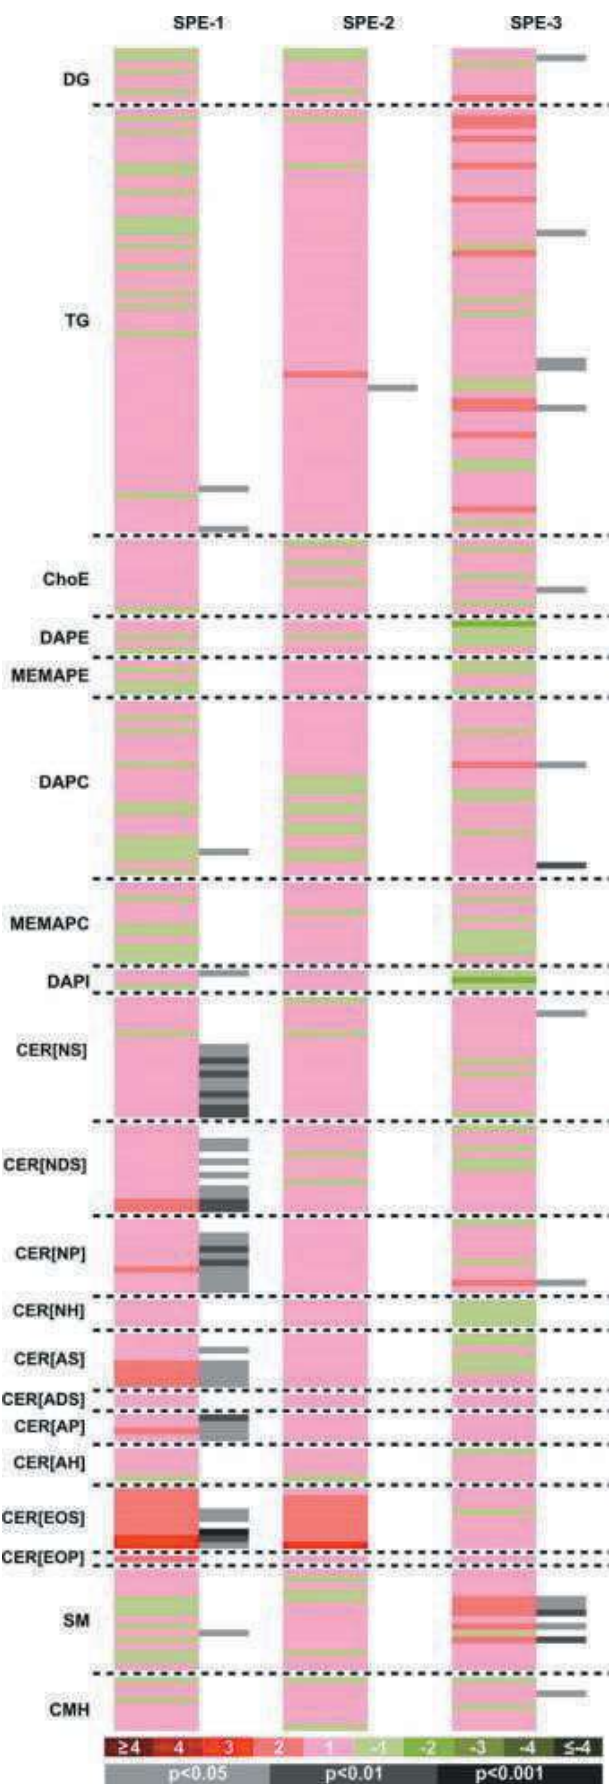 SPE-1 SPE-2 SPE-3
DG
TG
ChoE
DAPE
MEMAPE
DAPC
MEMAPC
DAPI
CER[NS]
CER[NDS]
CER[NP]
CER[NH]
CER[AS]
CER[ADS]
CER[AP]
CER[AH]
CER[EOS]
CER[EOP]
SM
CMH
≥4 4 3 2 1 -1 -2 -3 -4 ≤-4
p<0.05 p<0.01 p<0.001